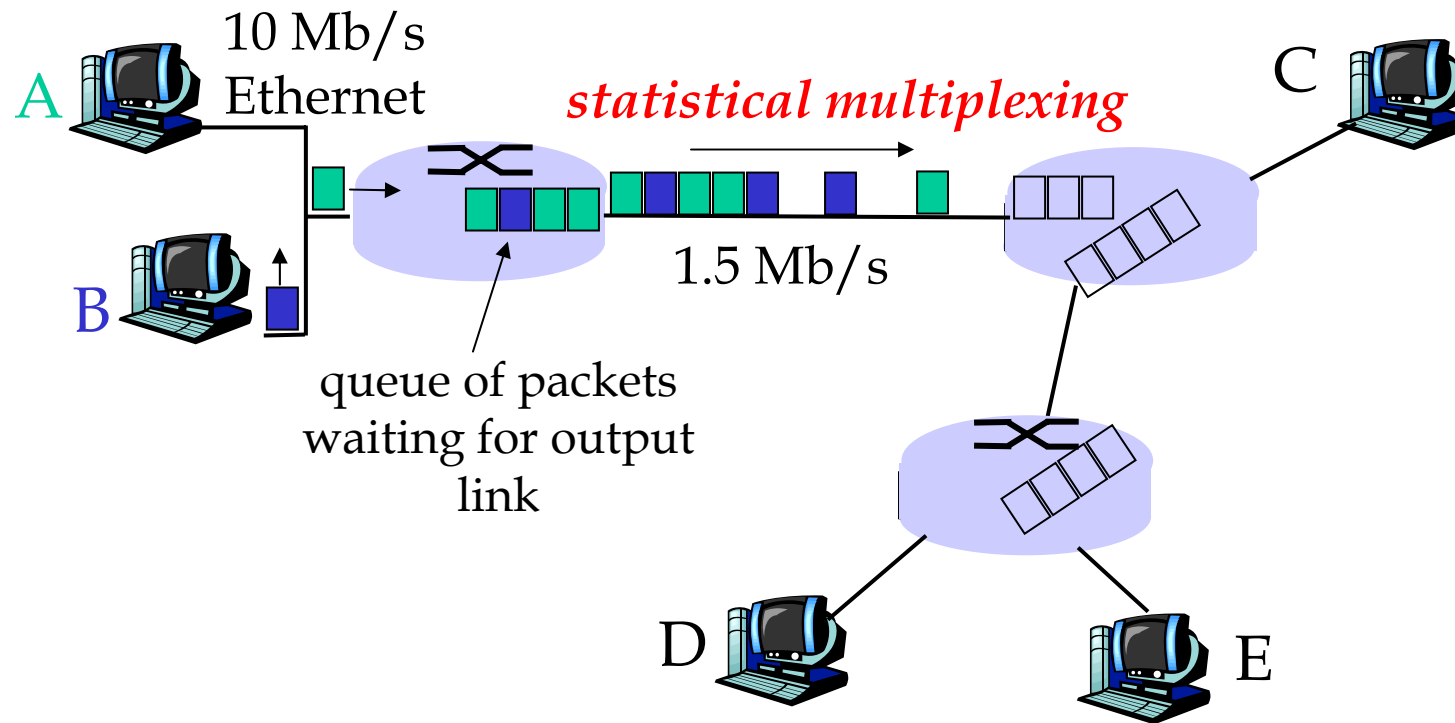 10 Mb/s
Ethernet
A
statistical multiplexing
C
B
1.5 Mb/s
queue of packets
waiting for output
link
D
E